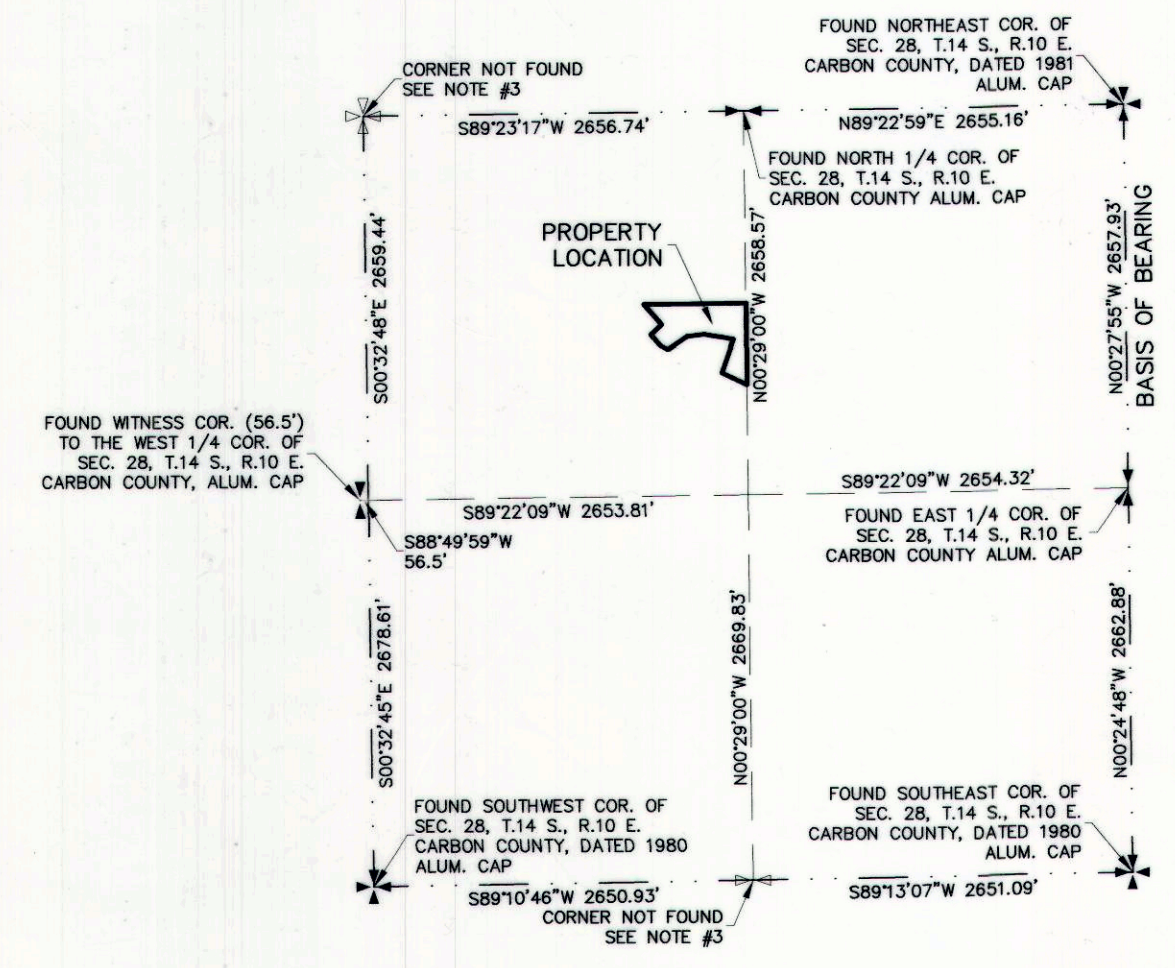 FOUND NORTHEAST COR. OF
SEC. 28, T.14 S., R.10 E.
CARBON COUNTY, DATED 1981
ALUM. CAP
CORNER NOT FOUND
SEE NOTE #3
S89°23'17"W 2656.74'
N89°22'59"E 2655.16'
FOUND NORTH 1/4 COR. OF
SEC. 28, T.14 S., R.10 E.
CARBON COUNTY ALUM. CAP
S00°32'48"E 2659.44'
PROPERTY
LOCATION
N00°29'00"W 2658.57'
N00°27'55"W 2657.93'
BASIS OF BEARING
FOUND WITNESS COR. (56.5')
TO THE WEST 1/4 COR. OF
SEC. 28, T.14 S., R.10 E.
CARBON COUNTY, ALUM. CAP
S89°22'09"W 2653.81'
S89°22'09"W 2654.32'
S88°49'59"W
56.5'
FOUND EAST 1/4 COR. OF
SEC. 28, T.14 S., R.10 E.
CARBON COUNTY ALUM. CAP
S00°32'45"E 2678.61'
N00°29'00"W 2669.83'
N00°24'48"W 2662.88'
FOUND SOUTHWEST COR. OF
SEC. 28, T.14 S., R.10 E.
CARBON COUNTY, DATED 1980
ALUM. CAP
FOUND SOUTHEAST COR. OF
SEC. 28, T.14 S., R.10 E.
CARBON COUNTY, DATED 1980
ALUM. CAP
S89°10'46"W 2650.93'
S89°13'07"W 2651.09'
CORNER NOT FOUND
SEE NOTE #3